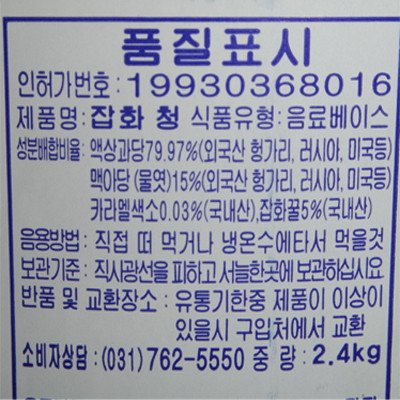 품질표시
인허가번호:19930368016
제품명:잡화 청 식품유형:음료베이스
성분배합비율: 액상과당79.97%(외국산 헝가리, 러시아, 미국등)
맥아당 (물엿)15%(외국산 헝가리, 러시아, 미국등)
카라멜색소0.03%(국내산), 잡화꿀5%(국내산)
음용방법: 직접 떠 먹거나 냉온수에타서 먹을것
보관기준: 직사광선을 피하고 서늘한곳에 보관하십시요.
반품 및 교환장소: 유통기한중 제품이 이상이
있을시 구입처에서 교환
소비자상담: (031) 762-5550 중 량: 2.4kg